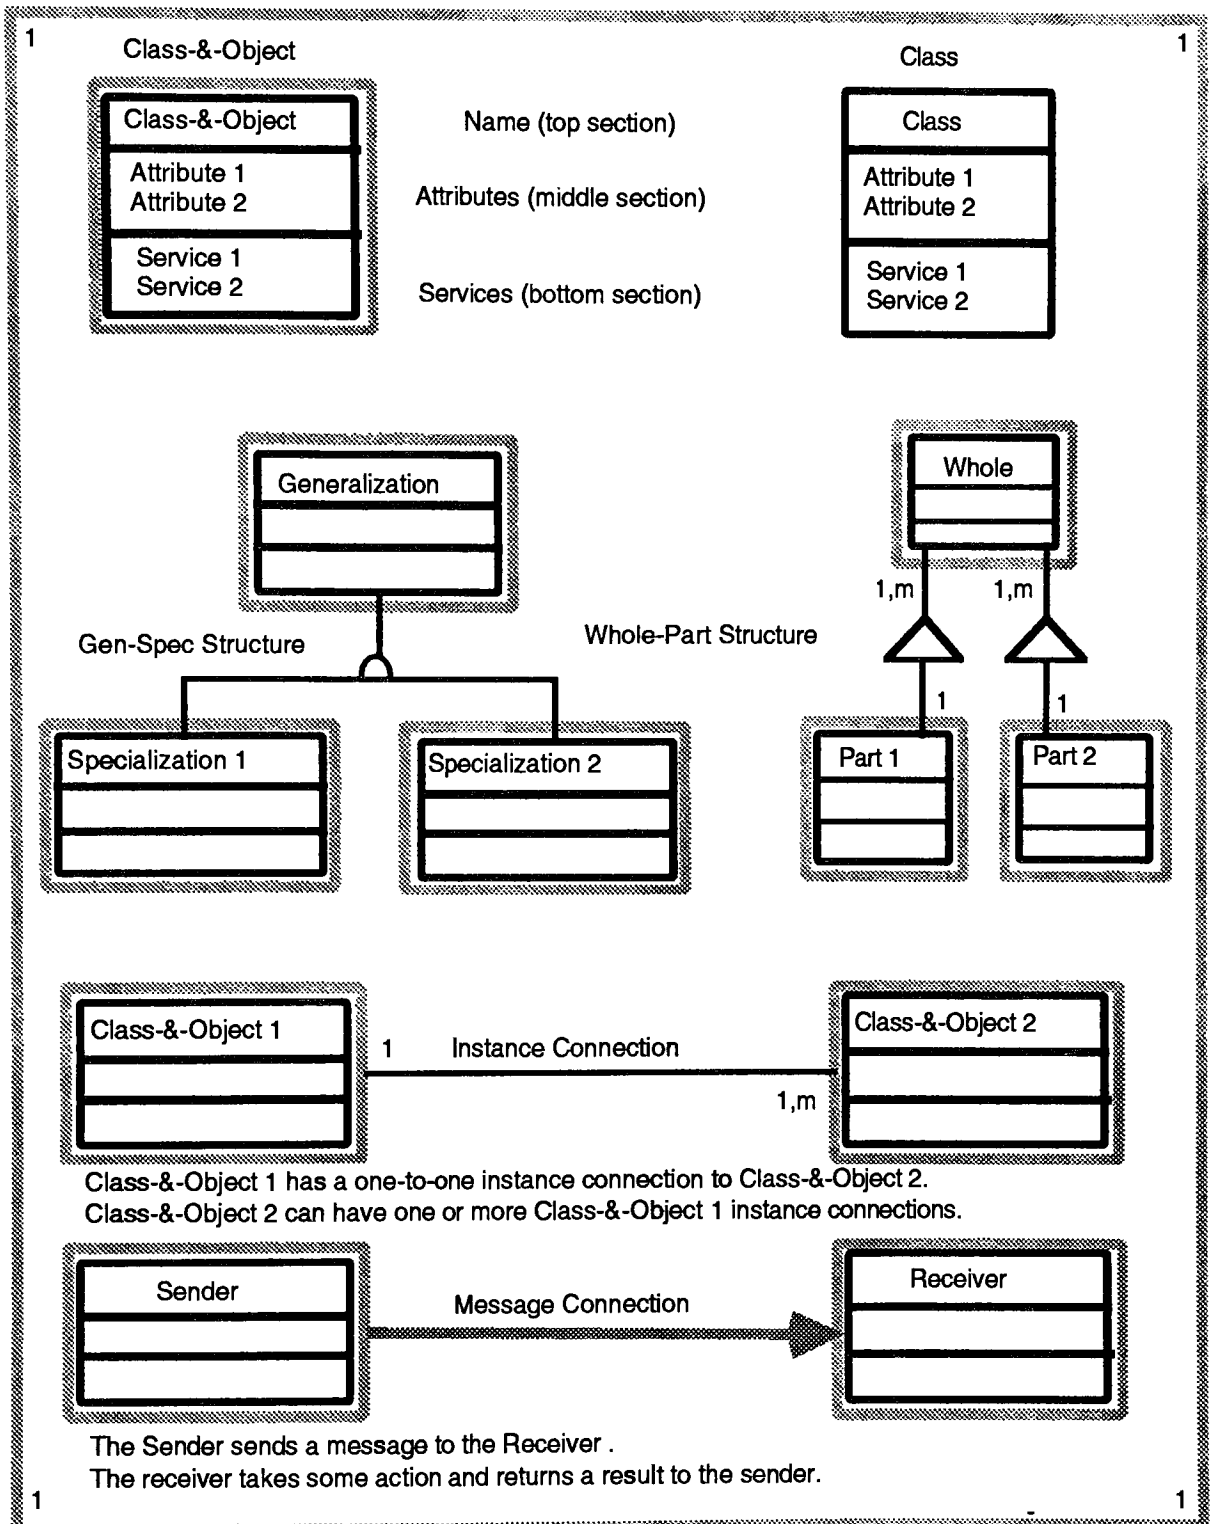 1
1
Class-&-Object
Class
Class-&-Object
Attribute 1
Attribute 2
Service 1
Service 2
Name (top section)
Attributes (middle section)
Services (bottom section)
Class
Attribute 1
Attribute 2
Service 1
Service 2
Generalization
Gen-Spec Structure
Specialization 1
Specialization 2
Whole
1,m
1,m
Whole-Part Structure
1
1
Part 1
Part 2
Class-&-Object 1
1
Instance Connection
1,m
Class-&-Object 2
Class-&-Object 1 has a one-to-one instance connection to Class-&-Object 2.
Class-&-Object 2 can have one or more Class-&-Object 1 instance connections.
Sender
Message Connection
Receiver
The Sender sends a message to the Receiver .
The receiver takes some action and returns a result to the sender.
1
1